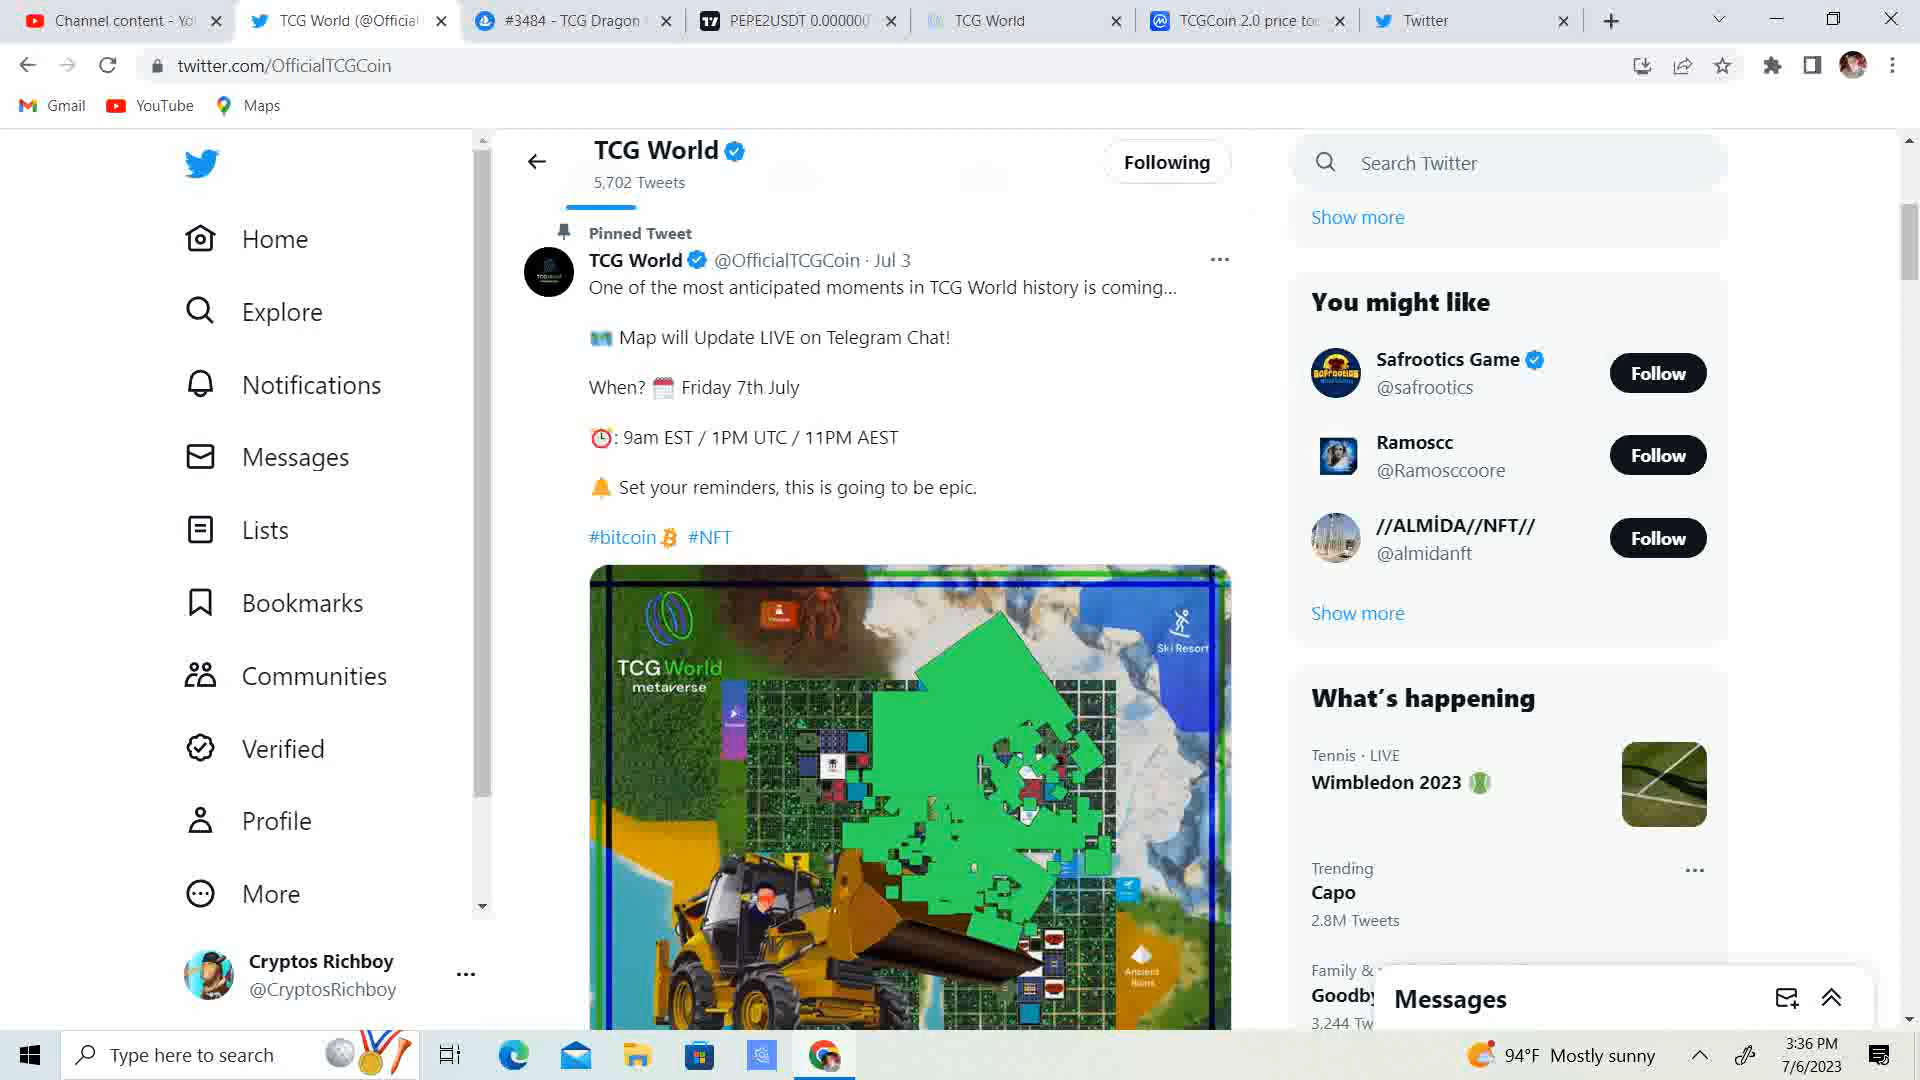 Channel content - Yo
TCG World (@Official
#3484 - TCG Dragon
PEPE2USDT 0.000000
TCG World
TCGCoin 2.0 price to
Twitter
twitter.com/OfficialTCGCoin
Gmail
YouTube
Maps
TCG World
5,702 Tweets
Following
Search Twitter
Show more
Home
Explore
Notifications
Messages
Lists
Bookmarks
Communities
Verified
Profile
More
Cryptos Richboy
@CryptosRichboy
Pinned Tweet
TCG World @OfficialTCGCoin · Jul 3
One of the most anticipated moments in TCG World history is coming...
Map will Update LIVE on Telegram Chat!
When? Friday 7th July
: 9am EST / 1PM UTC / 11PM AEST
Set your reminders, this is going to be epic.
#bitcoin #NFT
TCG World
metaverse
Ski Resort
Ancient
Ruins
You might like
Safrootics Game
@safrootics
Follow
Ramoscc
@Ramosccoore
Follow
//ALMİDA//NFT//
@almidanft
Follow
Show more
What's happening
Tennis · LIVE
Wimbledon 2023
Trending
Capo
2.8M Tweets
Family &
Goodby
3,244 Tw
Messages
Type here to search
94°F Mostly sunny
3:36 PM
7/6/2023